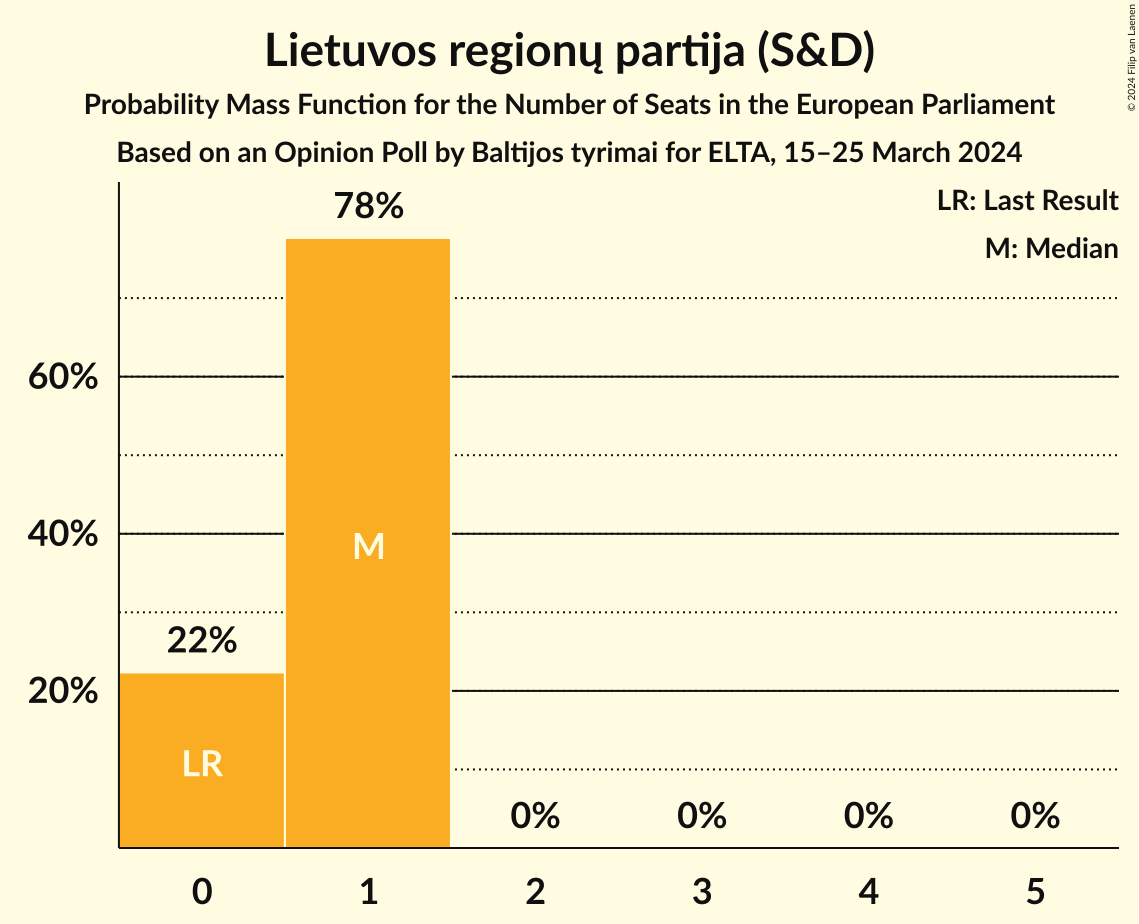 Lietuvos regionų partija (S&D)
Probability Mass Function for the Number of Seats in the European Parliament
Based on an Opinion Poll by Baltijos tyrimai for ELTA, 15–25 March 2024
© 2024 Filip van Laenen
LR: Last Result
M: Median
78%
60%
40%
20%
22%
M
LR
0%
0%
0%
0%
0
1
2
3
4
5